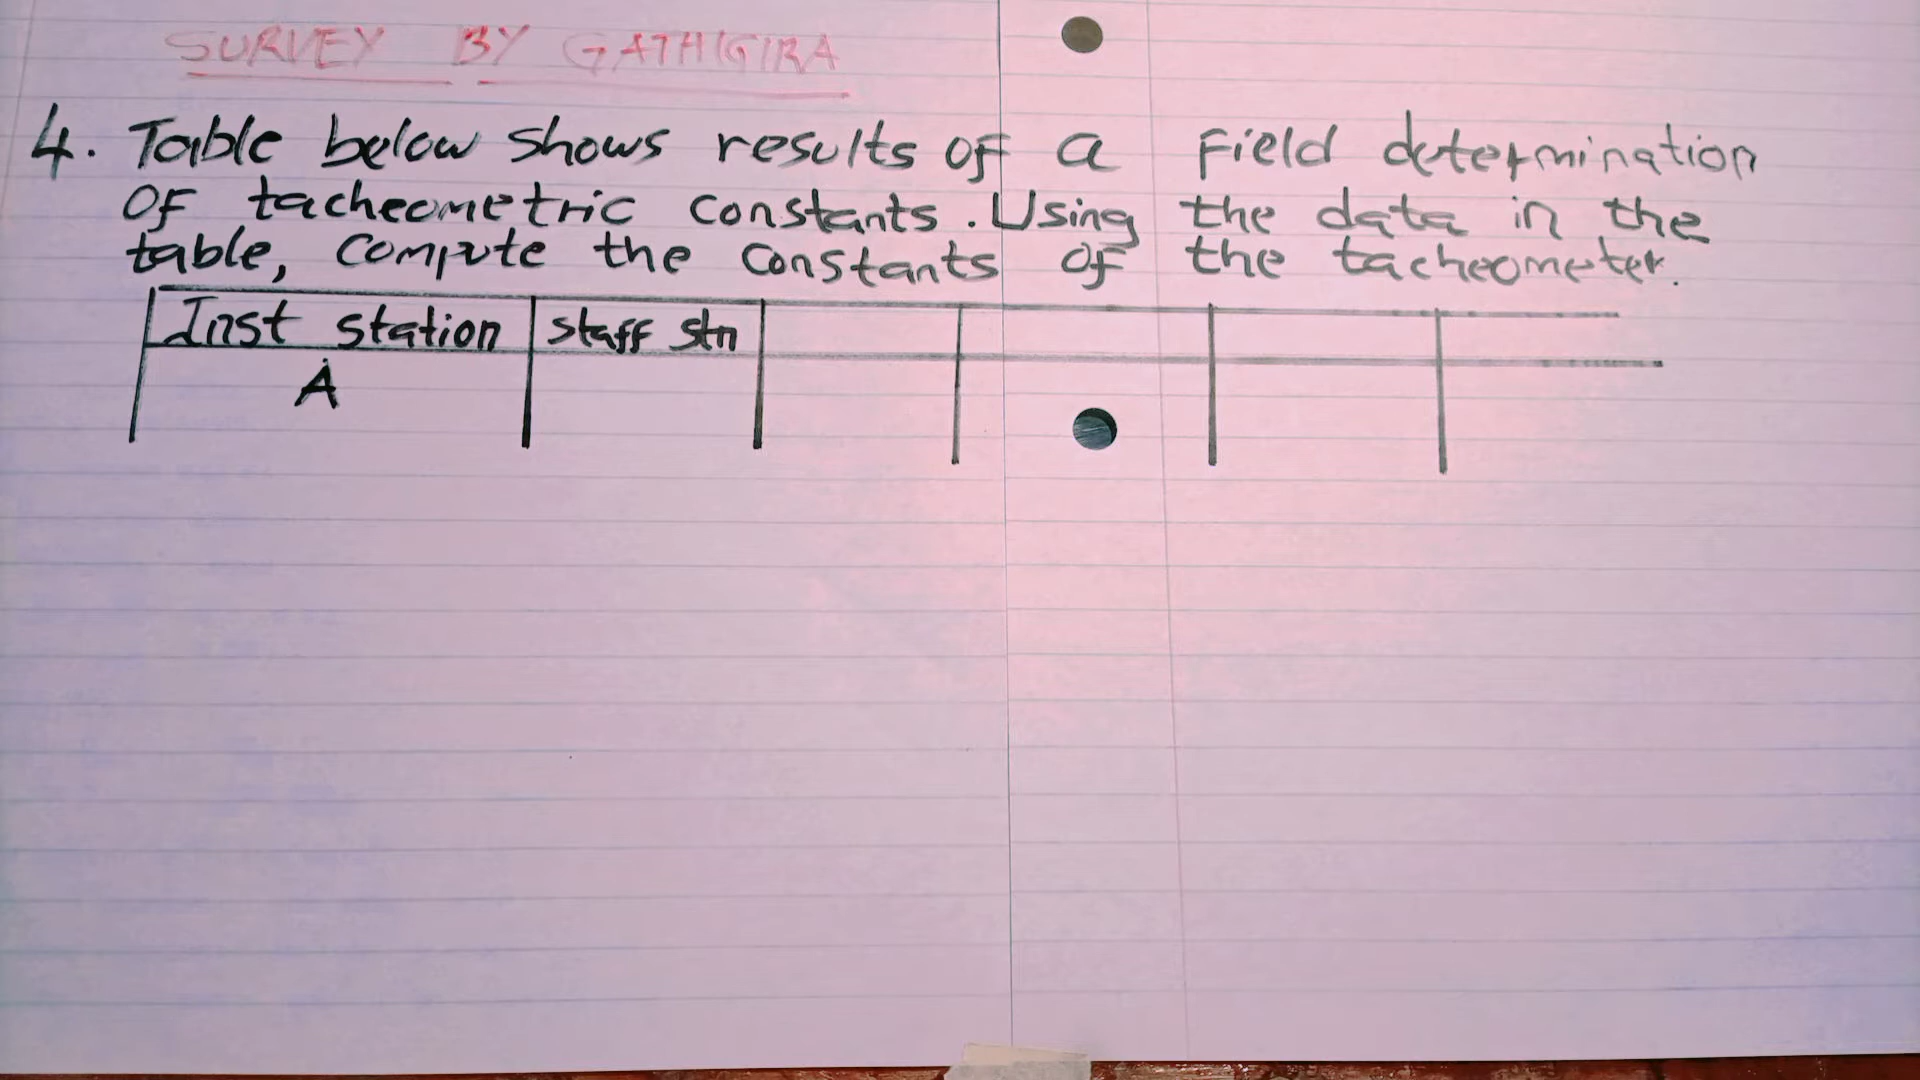 SURVEY BY GATHIGIRA
4. Table below shows results of a field determination
of tacheometric constants. Using the data in the
table, compute the constants of the tacheometer.
Inst station staff stn
A